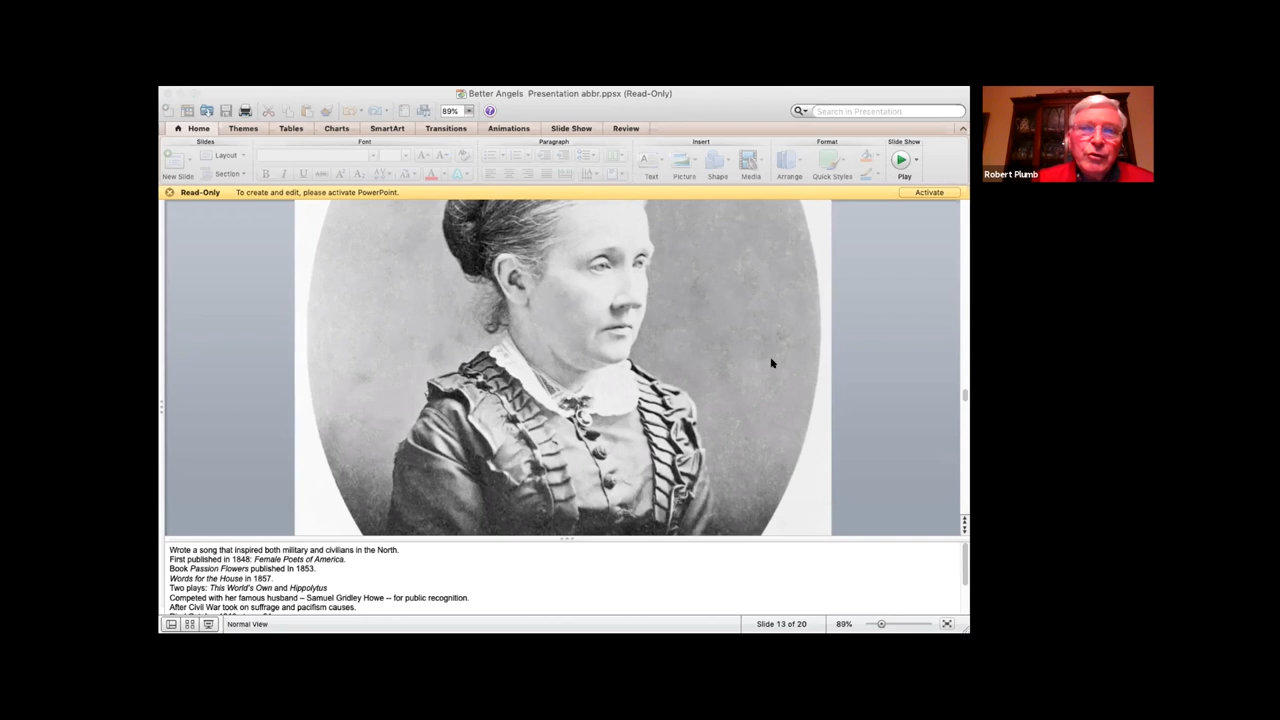 Better Angels Presentation abbr.ppsx (Read-Only)
89%
Search in Presentation
Home Themes Tables Charts SmartArt Transitions Animations Slide Show Review
Slides Font Paragraph Insert Format Slide Show
New Slide Layout Section Text Picture Shape Media Arrange Quick Styles Play
Read-Only To create and edit, please activate PowerPoint. Activate
Robert Plumb
Wrote a song that inspired both military and civilians in the North.
First published in 1848: Female Poets of America.
Book Passion Flowers published In 1853.
Words for the House in 1857.
Two plays: This World's Own and Hippolytus
Competed with her famous husband – Samuel Gridley Howe -- for public recognition.
After Civil War took on suffrage and pacifism causes.
Normal View Slide 13 of 20 89%